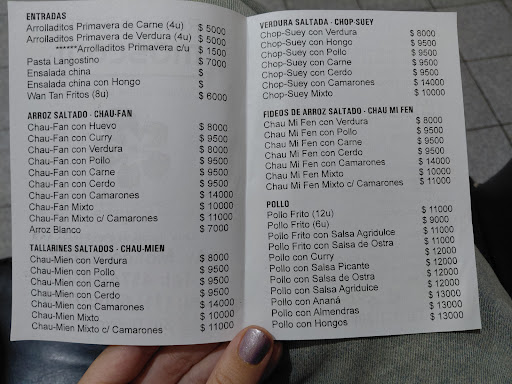 ENTRADAS
Arrolladitos Primavera de Carne (4u) $ 5000
Arrolladitos Primavera de Verdura (4u) $ 5000
******Arrolladitos Primavera c/u $ 1500
Pasta Langostino $ 7000
Ensalada china $
Ensalada china con Hongo $
Wan Tan Fritos (8u) $ 6000
ARROZ SALTADO - CHAU-FAN
Chau-Fan con Huevo $ 8000
Chau-Fan con Curry $ 9500
Chau-Fan con Verdura $ 8000
Chau-Fan con Pollo $ 9500
Chau-Fan con Carne $ 9500
Chau-Fan con Cerdo $ 9500
Chau-Fan con Camarones $ 14000
Chau-Fan Mixto $ 10000
Chau-Fan Mixto c/ Camarones $ 11000
Arroz Blanco $ 7000
TALLARINES SALTADOS - CHAU-MIEN
Chau-Mien con Verdura $ 8000
Chau-Mien con Pollo $ 9500
Chau-Mien con Carne $ 9500
Chau-Mien con Cerdo $ 9500
Chau-Mien con Camarones $ 14000
Chau-Mien Mixto $ 10000
Chau-Mien Mixto c/ Camarones $ 11000
VERDURA SALTADA - CHOP-SUEY
Chop-Suey con Verdura $ 8000
Chop-Suey con Hongo $ 9500
Chop-Suey con Pollo $ 9500
Chop-Suey con Carne $ 9500
Chop-Suey con Cerdo $ 9500
Chop-Suey con Camarones $ 14000
Chop-Suey Mixto $ 10000
FIDEOS DE ARROZ SALTADO - CHAU MI FEN
Chau Mi Fen con Verdura $ 8000
Chau Mi Fen con Pollo $ 9500
Chau Mi Fen con Carne $ 9500
Chau Mi Fen con Cerdo $ 9500
Chau Mi Fen con Camarones $ 14000
Chau Mi Fen Mixto $ 10000
Chau Mi Fen Mixto c/ Camarones $ 11000
POLLO
Pollo Frito (12u) $ 11000
Pollo Frito (6u) $ 9000
Pollo Frito con Salsa Agridulce $ 11000
Pollo Frito con Salsa de Ostra $ 11000
Pollo con Curry $ 12000
Pollo con Salsa Picante $ 12000
Pollo con Salsa de Ostra $ 12000
Pollo con Salsa Agridulce $ 12000
Pollo con Ananá $ 13000
Pollo con Almendras $ 13000
Pollo con Hongos $ 13000